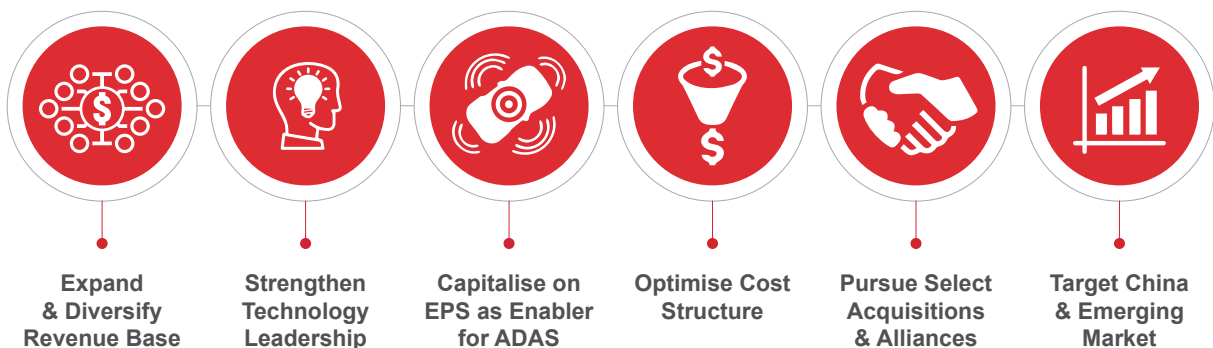 Expand
& Diversify
Revenue Base
Strengthen
Technology
Leadership
Capitalise on
EPS as Enabler
for ADAS
Optimise Cost
Structure
Pursue Select
Acquisitions
& Alliances
Target China
& Emerging
Market